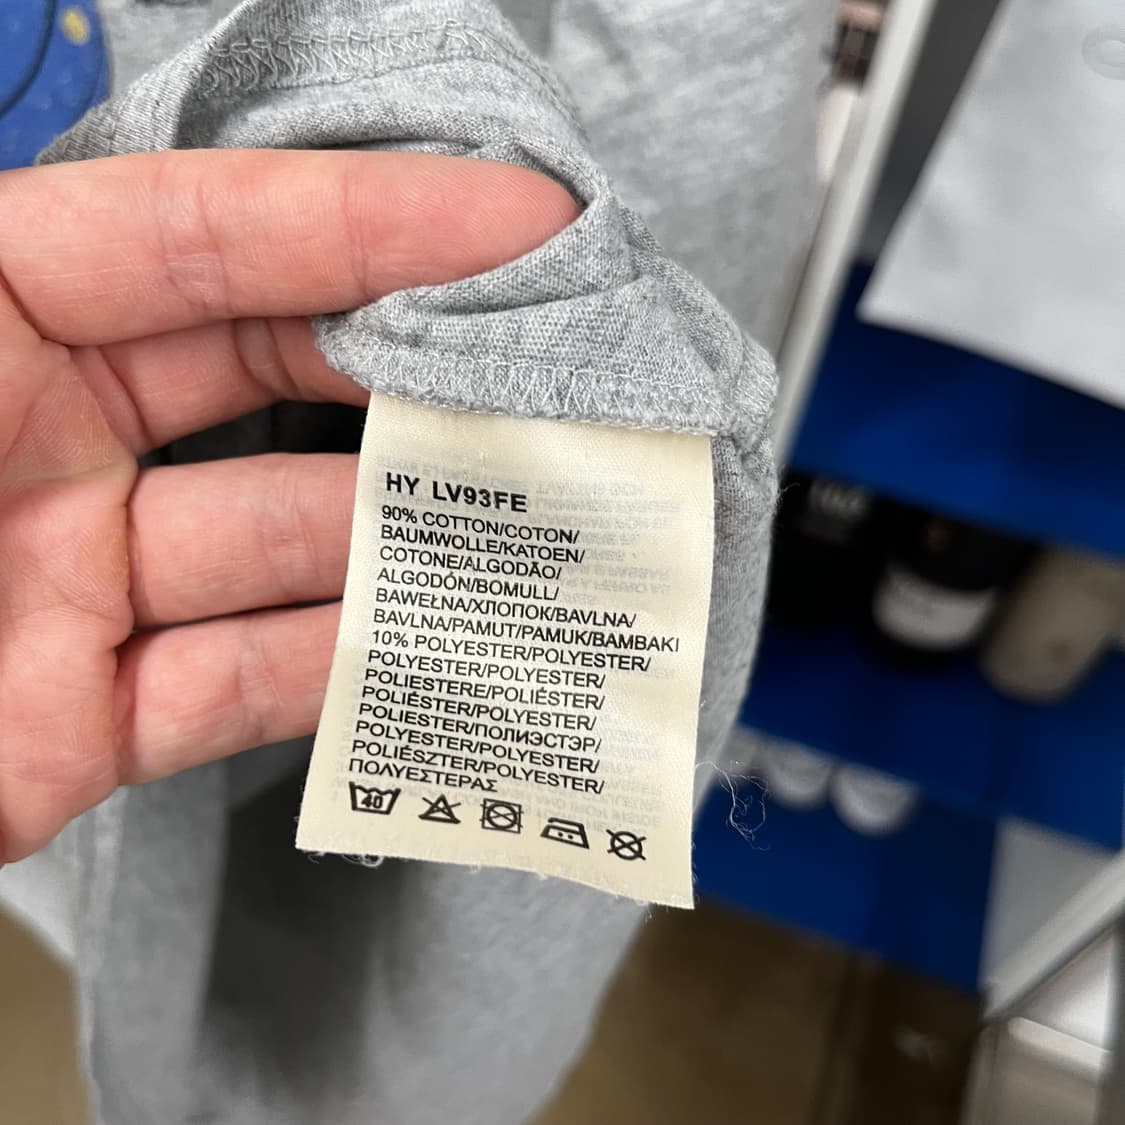 HY LV93FE
90% COTTON/COTON/
BAUMWOLLE/KATOEN/
COTONE/ALGODÃO/
ALGODÓN/BOMULL/
BAWEŁNA/ХЛОПОК/BAVLNA/
BAVLNA/PAMUT/PAMUK/BAMBAKI
10% POLYESTER/POLYESTER/
POLYESTER/POLYESTER/
POLIESTERE/POLIÉSTER/
POLIÉSTER/POLYESTER/
POLIESTER/ПОЛИЭСТЭР/
POLYESTER/POLYESTER/
POLIÉSZTER/POLYESTER/
ΠΟΛΥΕΣΤΕΡΑΣ
40